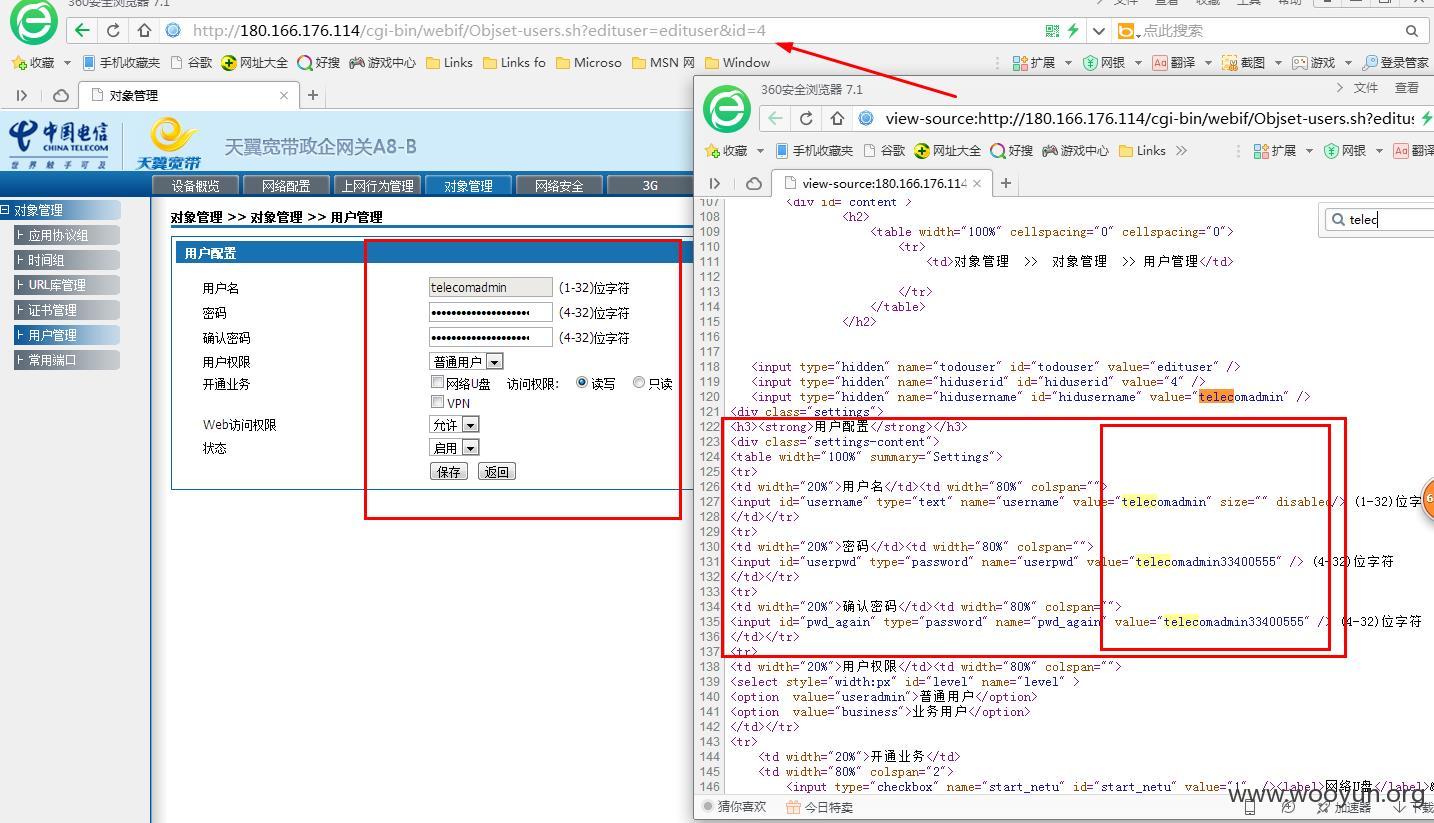 360安全浏览器 7.1
http://180.166.176.114/cgi-bin/webif/Objset-users.sh?edituser=edituser&id=4
点此搜索
收藏 手机收藏夹 谷歌 网址大全 好搜 游戏中心 Links Links fo Microso MSN 网 Window
扩展 网银 翻译 截图 游戏 登录管家
对象管理
中国电信
CHINA TELECOM
世界触手可及
天翼宽带
天翼宽带政企网关A8-B
设备概览 网络配置 上网行为管理 对象管理 网络安全 3G
对象管理
应用协议组
时间组
URL库管理
证书管理
用户管理
常用端口
对象管理 >> 对象管理 >> 用户管理
用户配置
用户名 telecomadmin (1-32)位字符
密码 (4-32)位字符
确认密码 (4-32)位字符
用户权限 普通用户
开通业务 网络U盘 访问权限: 读写 只读
VPN
Web访问权限 允许
状态 启用
保存 返回
360安全浏览器 7.1
文件 查看
view-source:http://180.166.176.114/cgi-bin/webif/Objset-users.sh?editus
收藏 手机收藏夹 谷歌 网址大全 好搜 游戏中心 Links
扩展 网银 翻译
view-source:180.166.176.114
telec
107 <div id="content">
108 <h2>
109 <table width="100%" cellspacing="0" cellspacing="0">
110 <tr>
111 <td>对象管理 >> 对象管理 >> 用户管理</td>
112
113 </tr>
114 </table>
115 </h2>
116
117
118 <input type="hidden" name="todouser" id="todouser" value="edituser" />
119 <input type="hidden" name="hiduserid" id="hiduserid" value="4" />
120 <input type="hidden" name="hidusername" id="hidusername" value="telecomadmin" />
121 <div class="settings">
122 <h3><strong>用户配置</strong></h3>
123 <div class="settings-content">
124 <table width="100%" summary="Settings">
125 <tr>
126 <td width="20%">用户名</td><td width="80%" colspan="">
127 <input id="username" type="text" name="username" value="telecomadmin" size="" disabled/> (1-32)位字
128 </td></tr>
129 <tr>
130 <td width="20%">密码</td><td width="80%" colspan="">
131 <input id="userpwd" type="password" name="userpwd" value="telecomadmin33400555" /> (4-32)位字符
132 </td></tr>
133 <tr>
134 <td width="20%">确认密码</td><td width="80%" colspan="">
135 <input id="pwd_again" type="password" name="pwd_again" value="telecomadmin33400555" /> (4-32)位字符
136 </td></tr>
137 <tr>
138 <td width="20%">用户权限</td><td width="80%" colspan="">
139 <select style="width:px" id="level" name="level" >
140 <option value="useradmin">普通用户</option>
141 <option value="business">业务用户</option>
142 </td></tr>
143 <tr>
144 <td width="20%">开通业务</td>
145 <td width="80%" colspan="2">
146 <input type="checkbox" name="start_netu" id="start_netu" value="1" /><label>网络U盘</label>&
猜你喜欢 今日特卖
加速器 下载
www.wooyun.org